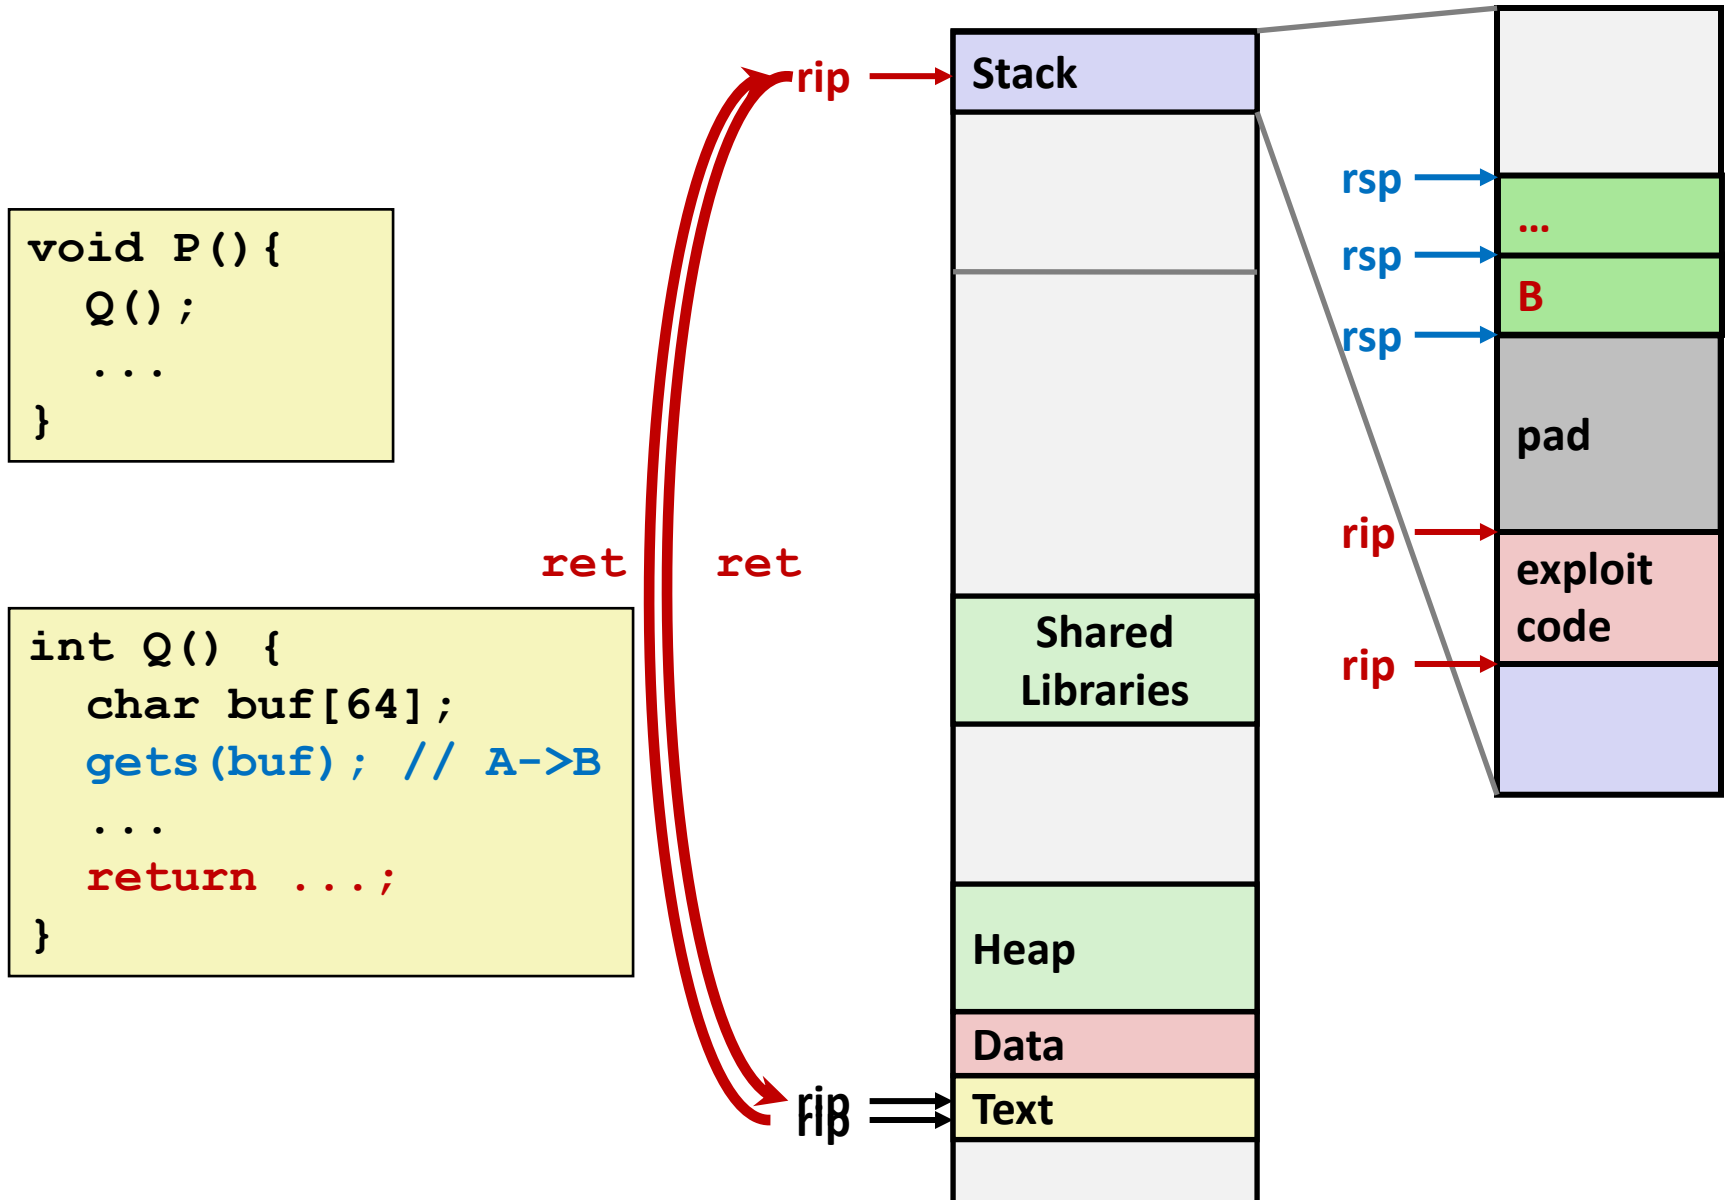 void P(){
Q();
...
}
int Q() {
char buf[64];
gets(buf); // A->B
...
return ...;
}
ret
ret
rip
rip
rip
Stack
Shared
Libraries
Heap
Data
Text
rsp
rsp
rsp
rip
rip
...
B
pad
exploit
code